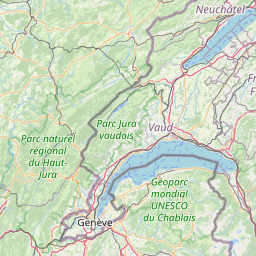 Neuchâtel
Parc Jura
vaudois
Vaud
Parc naturel
régional
du Haut-
Jura
Géoparc
mondial
UNESCO
du Chablais
Genève